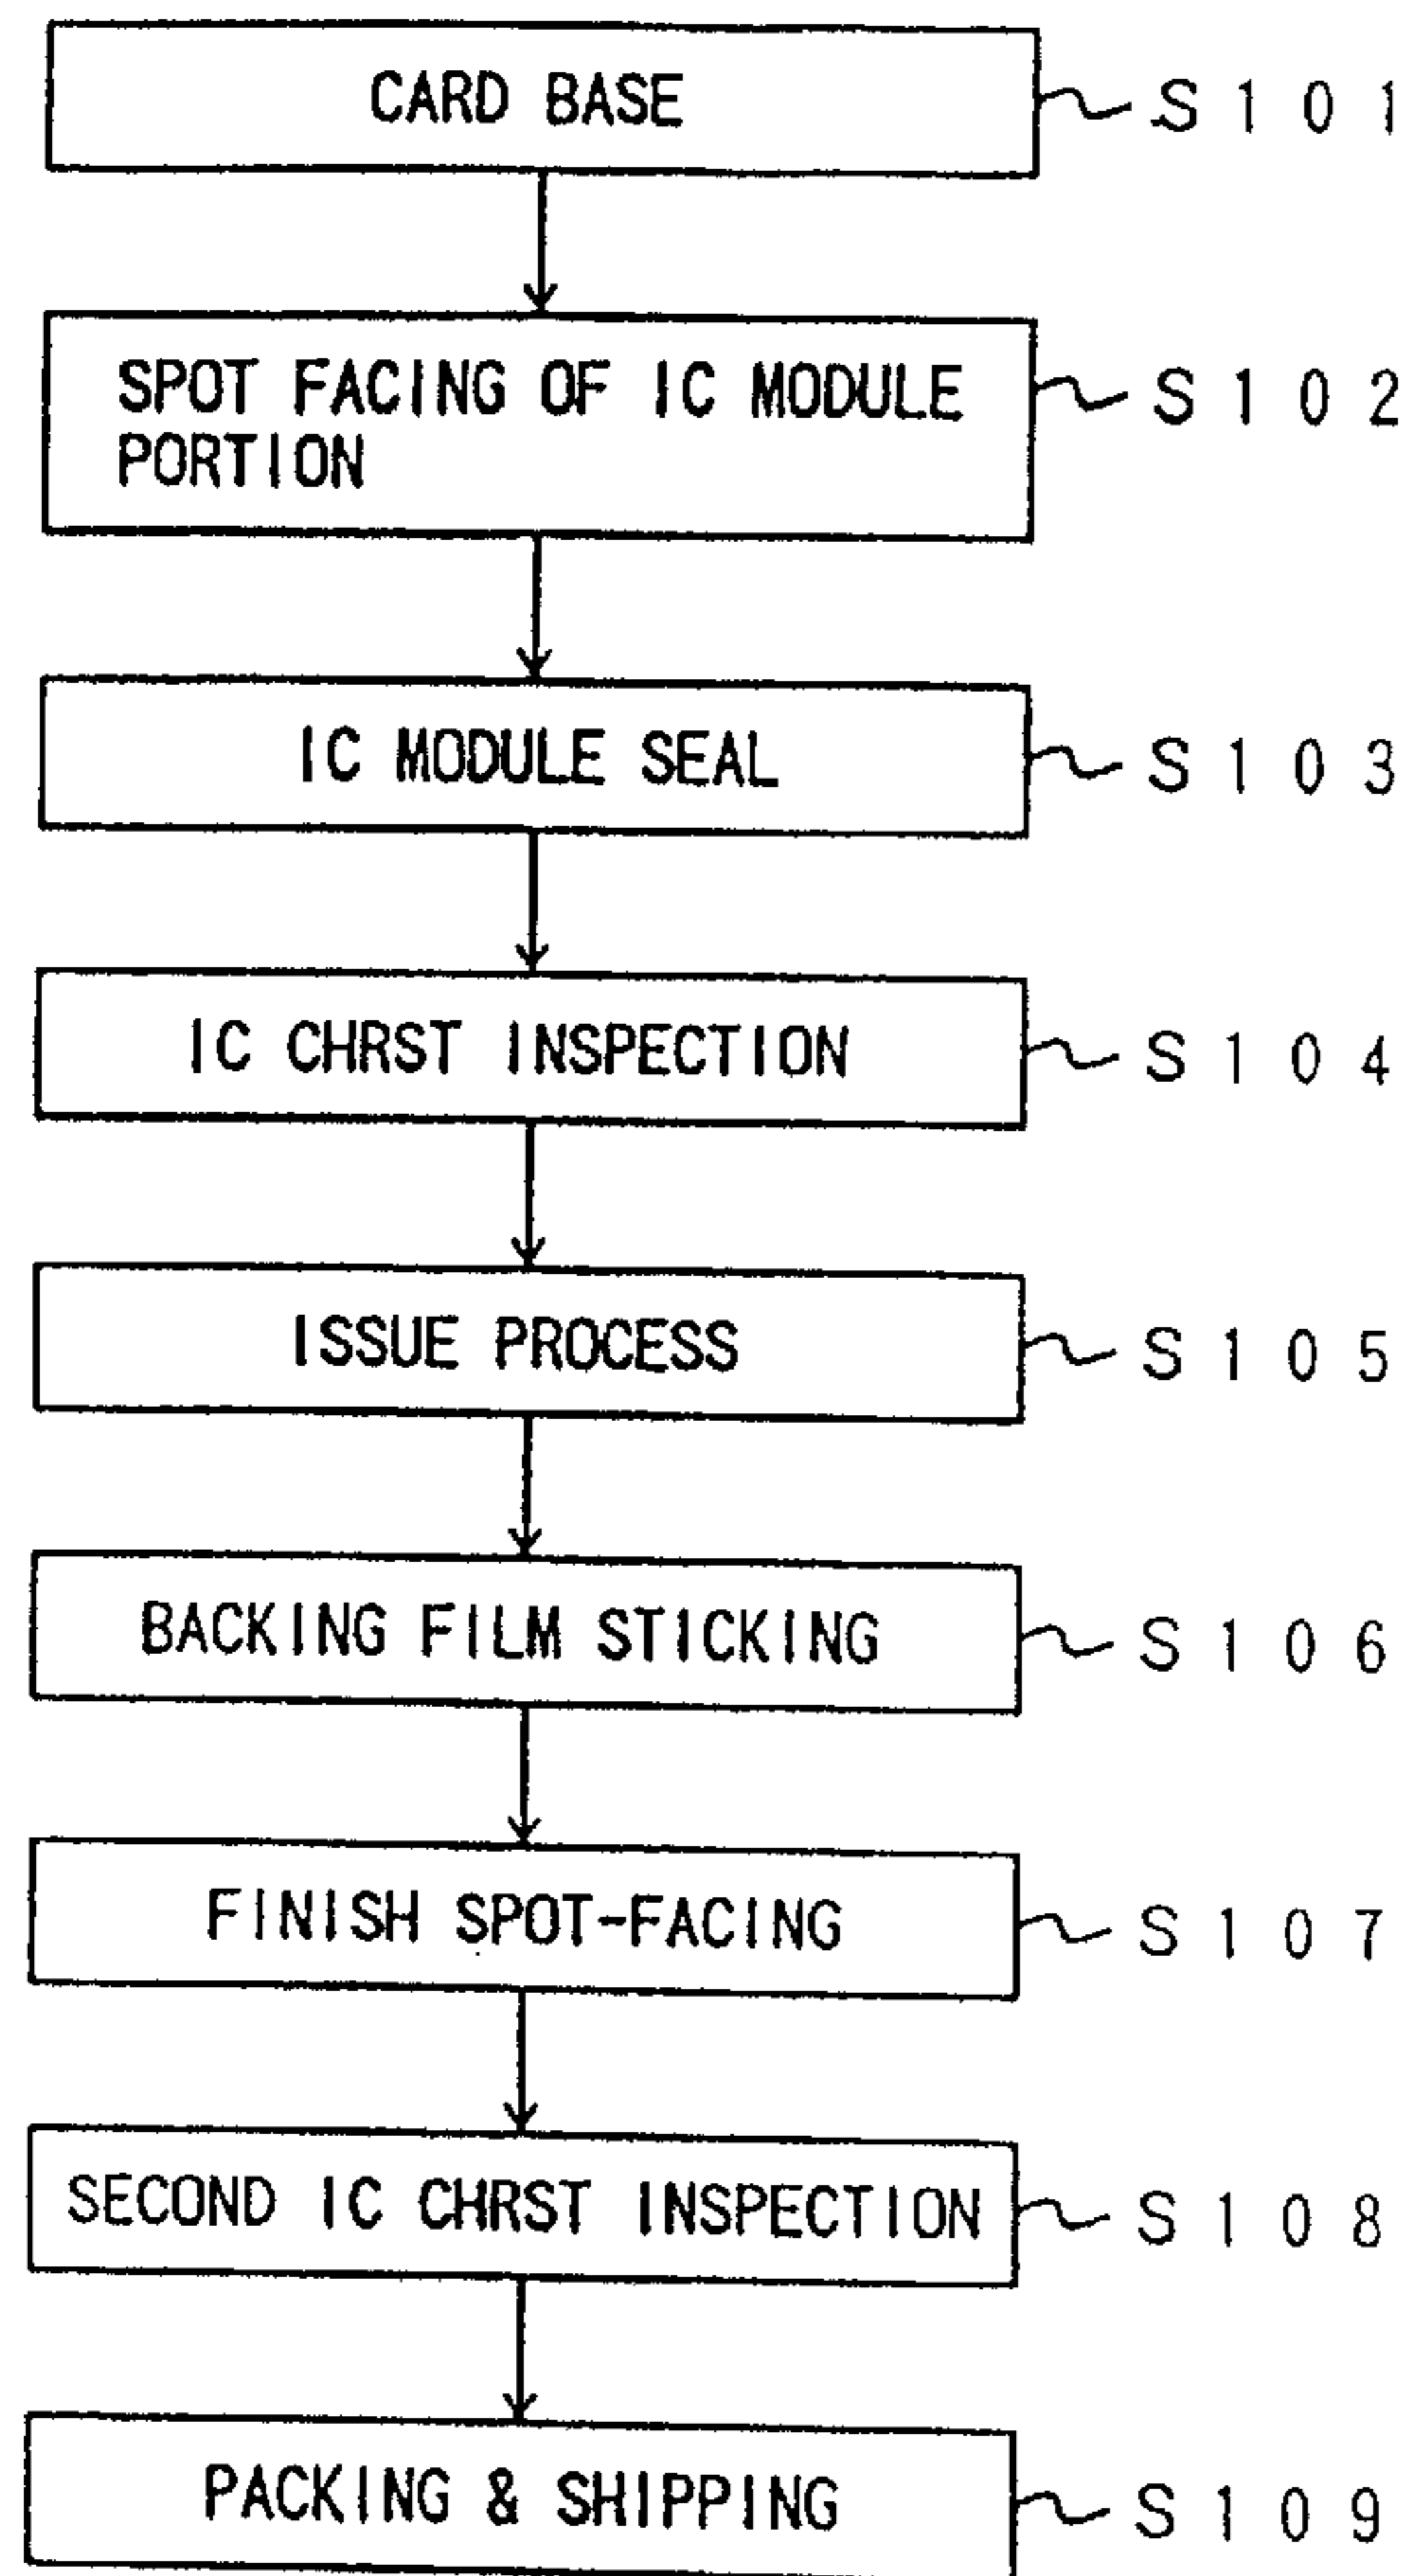 CARD BASE
S101
SPOT FACING OF IC MODULE
PORTION
S102
IC MODULE SEAL
S103
IC CHRST INSPECTION
S104
ISSUE PROCESS
S105
BACKING FILM STICKING
S106
FINISH SPOT-FACING
S107
SECOND IC CHRST INSPECTION
S108
PACKING & SHIPPING
S109